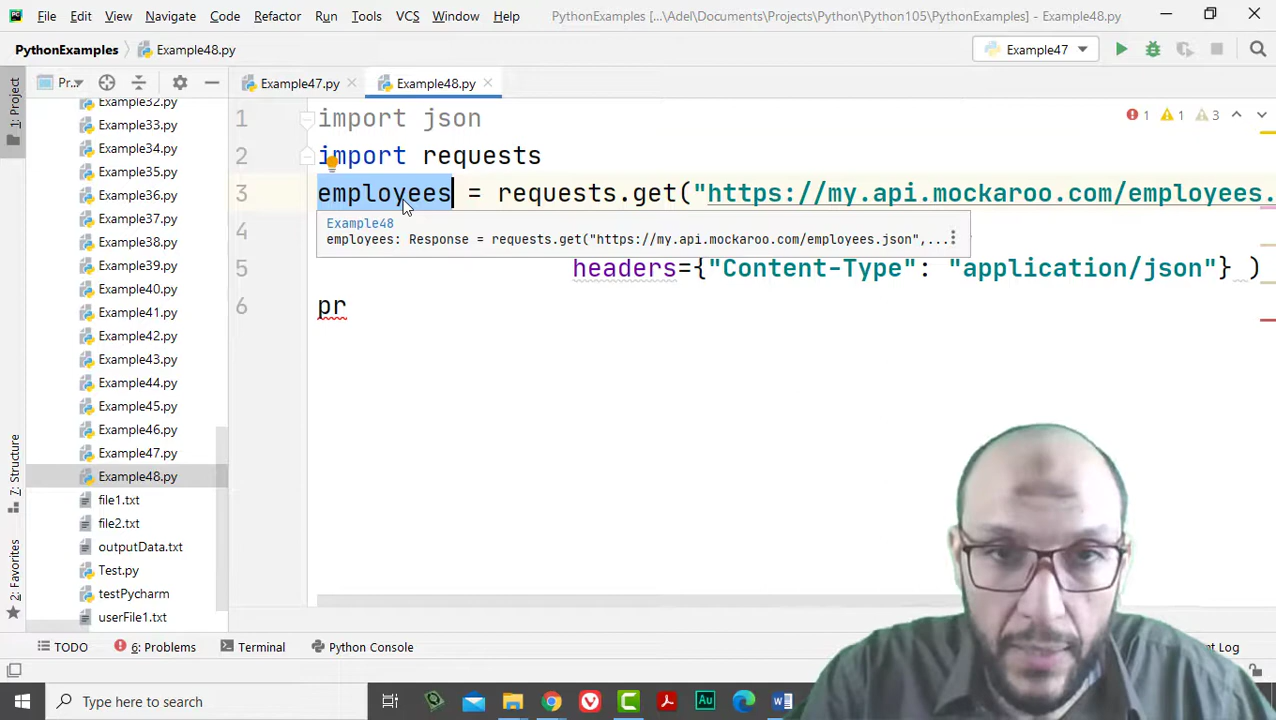 File Edit View Navigate Code Refactor Run Tools VCS Window Help PythonExamples [...\Adel\Documents\Projects\Python\Python105\PythonExamples] - Example48.py
PythonExamples Example48.py Example47
1: Project
Pr... Example47.py Example48.py
Example32.py
Example33.py
Example34.py
Example35.py
Example36.py
Example37.py
Example38.py
Example39.py
Example40.py
Example41.py
Example42.py
Example43.py
Example44.py
Example45.py
Example46.py
Example47.py
Example48.py
file1.txt
file2.txt
outputData.txt
Test.py
testPycharm
userFile1.txt
1 import json
1 1 3
2 import requests
3 employees = requests.get("https://my.api.mockaroo.com/employees.
4
Example48
employees: Response = requests.get("https://my.api.mockaroo.com/employees.json",...
5 headers={"Content-Type": "application/json"} )
6 pr
7: Structure
2: Favorites
TODO 6: Problems Terminal Python Console t Log
Type here to search